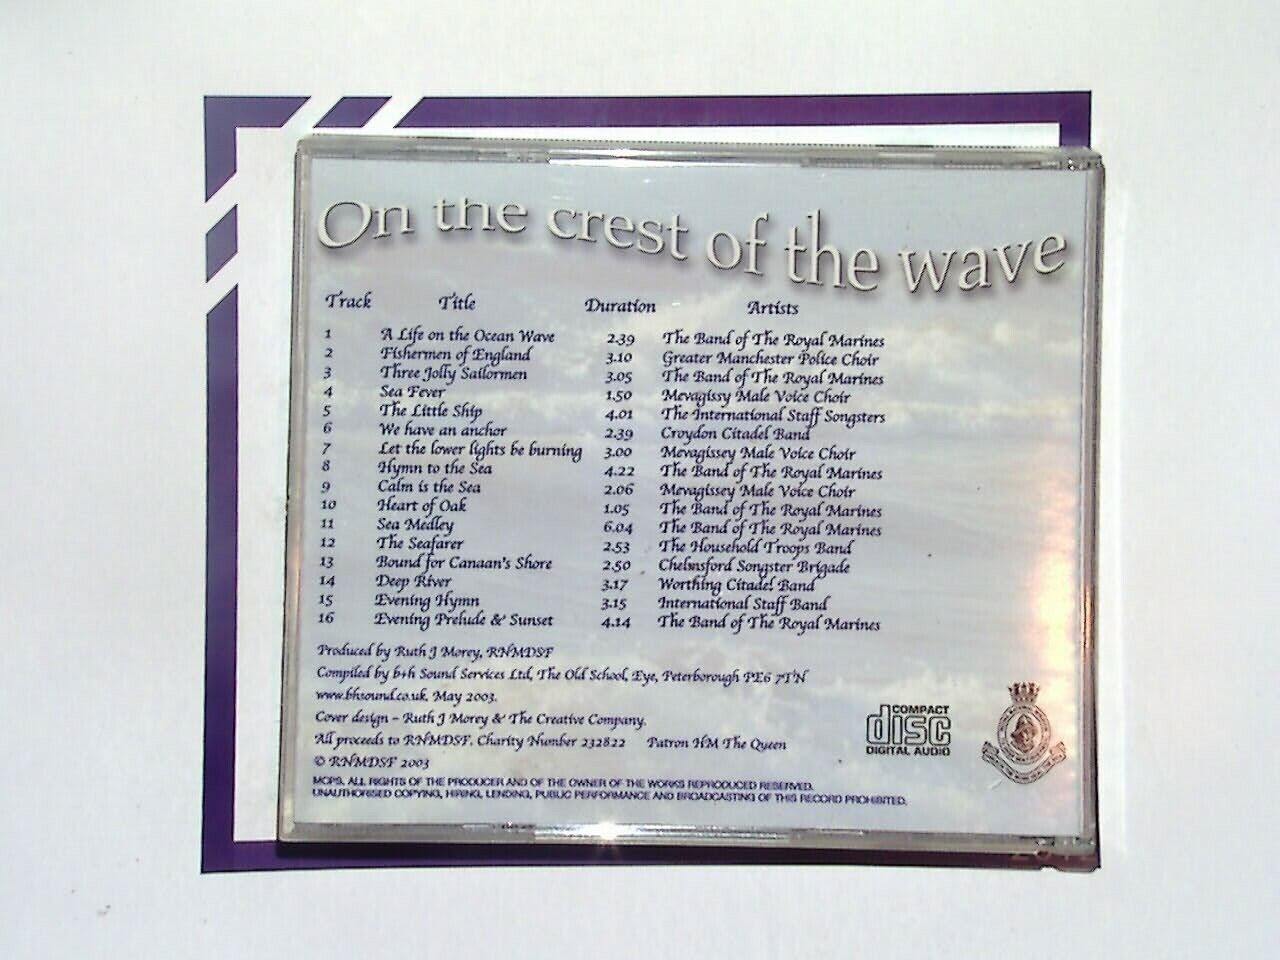 On the crest of the wave
Track Title Duration Artists
1 A Life on the Ocean Wave 2.39 The Band of The Royal Marines
2 Fishermen of England 3.10 Greater Manchester Police Choir
3 Three Jolly Sailormen 3.05 The Band of The Royal Marines
4 Sea Fever 1.50 Mevagissy Male Voice Choir
5 The Little Ship 4.01 The International Staff Songsters
6 We have an anchor 2.39 Croydon Citadel Band
7 Let the lower lights be burning 3.00 Mevagissey Male Voice Choir
8 Hymn to the Sea 4.22 The Band of The Royal Marines
9 Calm is the Sea 2.06 Mevagissey Male Voice Choir
10 Heart of Oak 1.05 The Band of The Royal Marines
11 Sea Medley 6.04 The Band of The Royal Marines
12 The Seafarer 2.53 The Household Troops Band
13 Bound for Canaan's Shore 2.50 Chelmsford Songster Brigade
14 Deep River 3.17 Worthing Citadel Band
15 Evening Hymn 3.15 International Staff Band
16 Evening Prelude & Sunset 4.14 The Band of The Royal Marines
Produced by Ruth J Morey, RNMDSF
Compiled by b+h Sound Services Ltd, The Old School, Eye, Peterborough PE6 7TN
www.bhsound.co.uk. May 2003.
Cover design – Ruth J Morey & The Creative Company.
All proceeds to RNMDSF. Charity Number 232822 Patron HM The Queen
© RNMDSF 2003
MCPS. ALL RIGHTS OF THE PRODUCER AND OF THE OWNER OF THE WORKS REPRODUCED RESERVED.
UNAUTHORISED COPYING, HIRING, LENDING, PUBLIC PERFORMANCE AND BROADCASTING OF THIS RECORD PROHIBITED.
COMPACT
disc
DIGITAL AUDIO